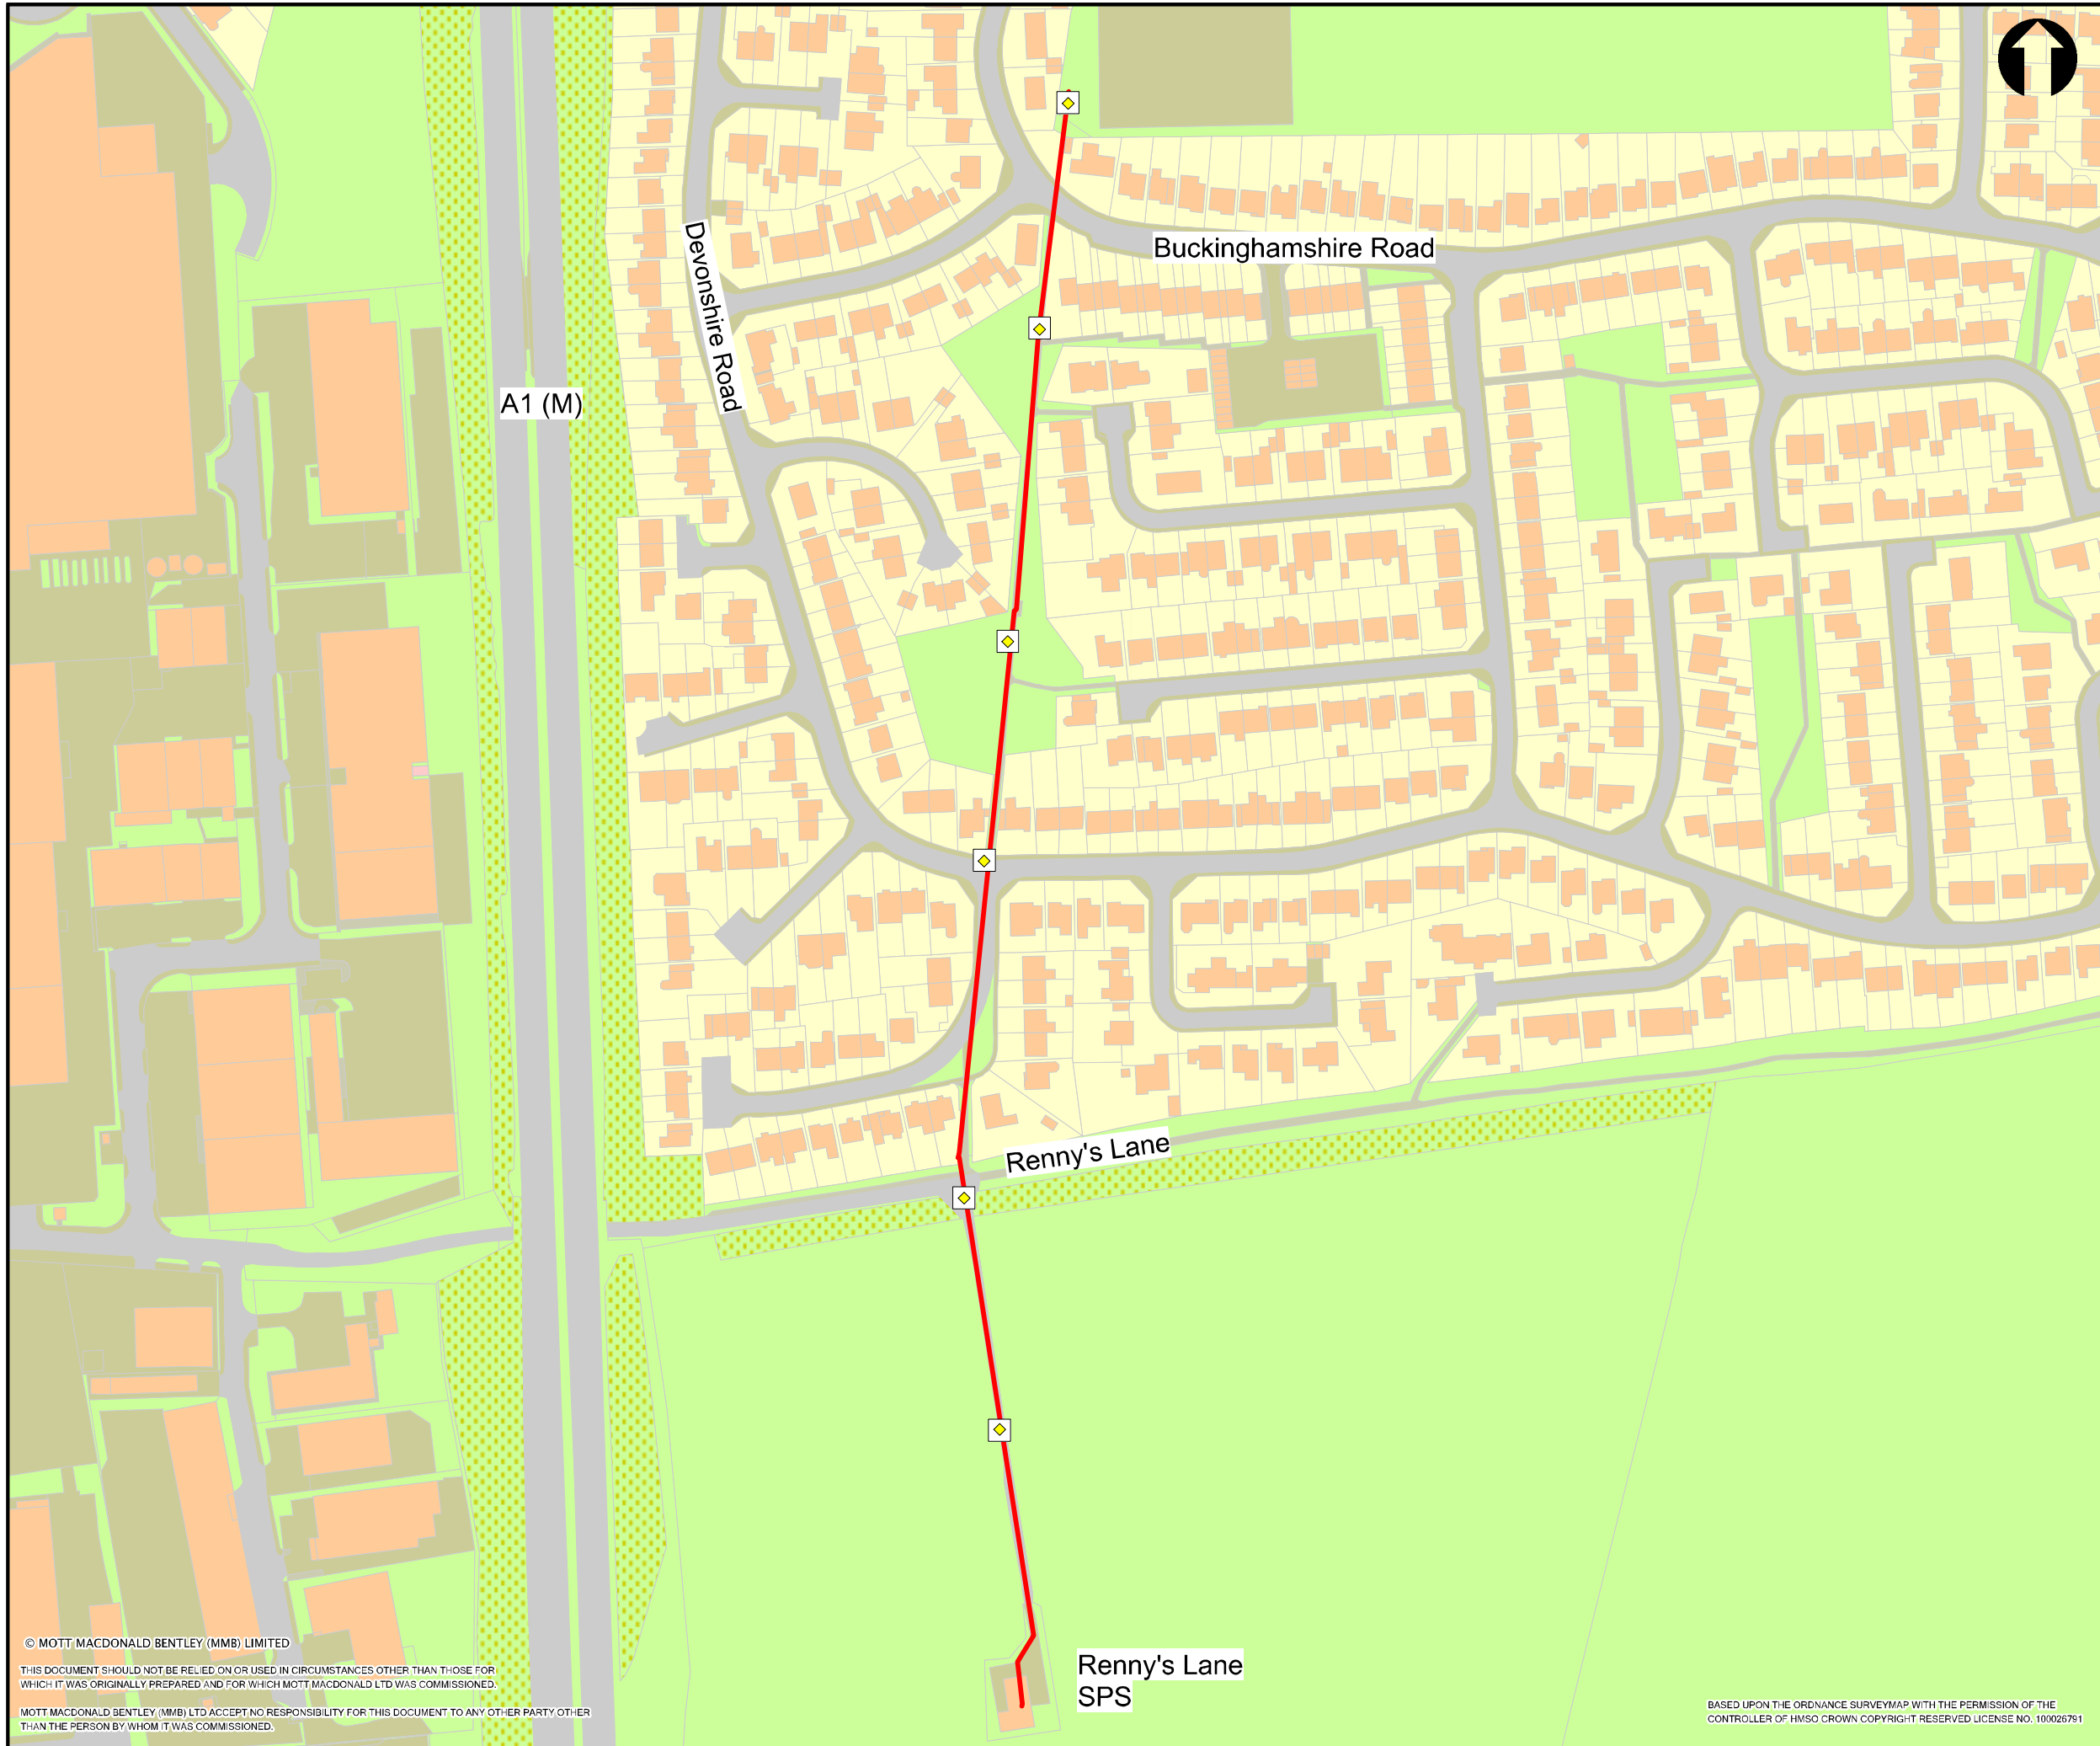 Buckinghamshire Road
Devonshire Road
A1 (M)
Renny's Lane
Renny's Lane
SPS
© MOTT MACDONALD BENTLEY (MMB) LIMITED
THIS DOCUMENT SHOULD NOT BE RELIED ON OR USED IN CIRCUMSTANCES OTHER THAN THOSE FOR
WHICH IT WAS ORIGINALLY PREPARED AND FOR WHICH MOTT MACDONALD LTD WAS COMMISSIONED.
MOTT MACDONALD BENTLEY (MMB) LTD ACCEPT NO RESPONSIBILITY FOR THIS DOCUMENT TO ANY OTHER PARTY OTHER
THAN THE PERSON BY WHOM IT WAS COMMISSIONED.
BASED UPON THE ORDNANCE SURVEYMAP WITH THE PERMISSION OF THE
CONTROLLER OF HMSO CROWN COPYRIGHT RESERVED LICENSE NO. 100026791